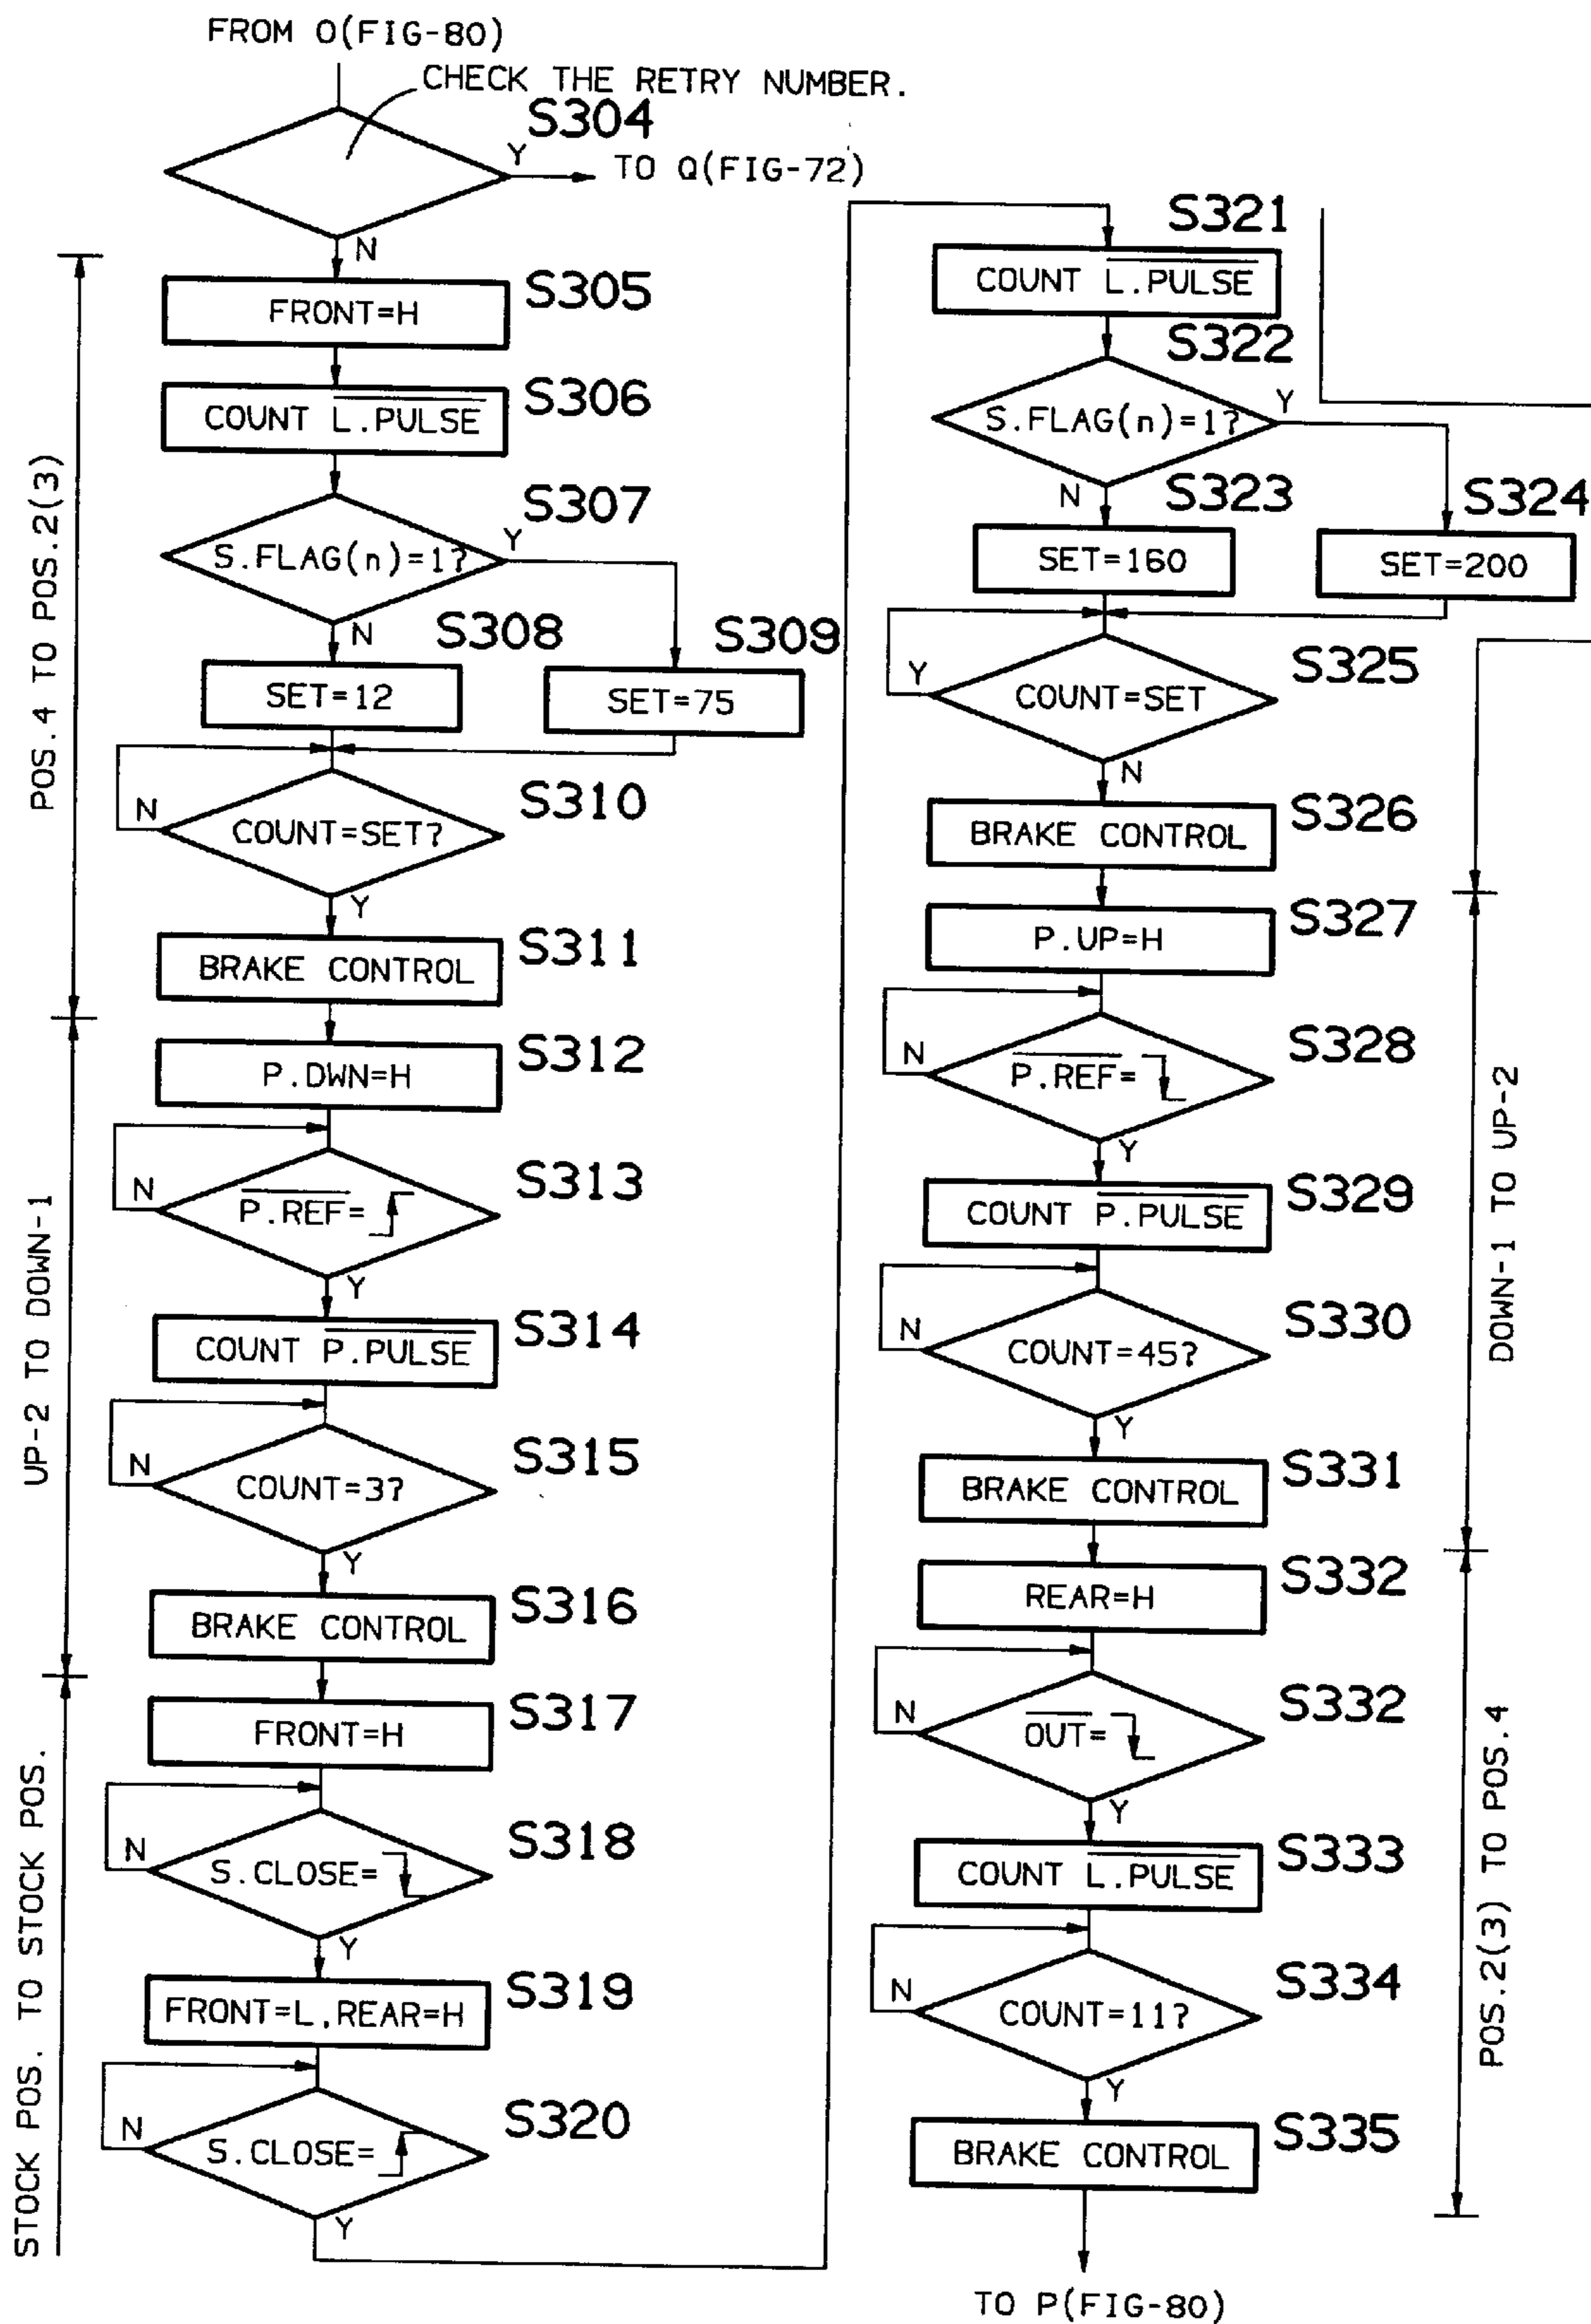 FROM O(FIG-80)
CHECK THE RETRY NUMBER.
S304
Y
TO Q(FIG-72)
N
POS.4 TO POS.2(3)
FRONT=H
S305
COUNT L.PULSE
S306
S.FLAG(n)=1?
S307
Y
N
S308
S309
SET=12
SET=75
COUNT=SET?
S310
N
Y
BRAKE CONTROL
S311
UP-2 TO DOWN-1
P.DWN=H
S312
P.REF=
S313
N
Y
COUNT P.PULSE
S314
COUNT=3?
S315
N
Y
BRAKE CONTROL
S316
STOCK POS. TO STOCK POS.
FRONT=H
S317
S.CLOSE=
S318
N
Y
FRONT=L,REAR=H
S319
S.CLOSE=
S320
N
Y
S321
COUNT L.PULSE
S322
S.FLAG(n)=1?
Y
N
S323
S324
SET=160
SET=200
S325
Y
COUNT=SET
N
BRAKE CONTROL
S326
DOWN-1 TO UP-2
P.UP=H
S327
P.REF=
S328
N
Y
COUNT P.PULSE
S329
COUNT=45?
S330
N
Y
BRAKE CONTROL
S331
POS.2(3) TO POS.4
REAR=H
S332
OUT=
S332
N
Y
COUNT L.PULSE
S333
COUNT=11?
S334
N
Y
BRAKE CONTROL
S335
TO P(FIG-80)